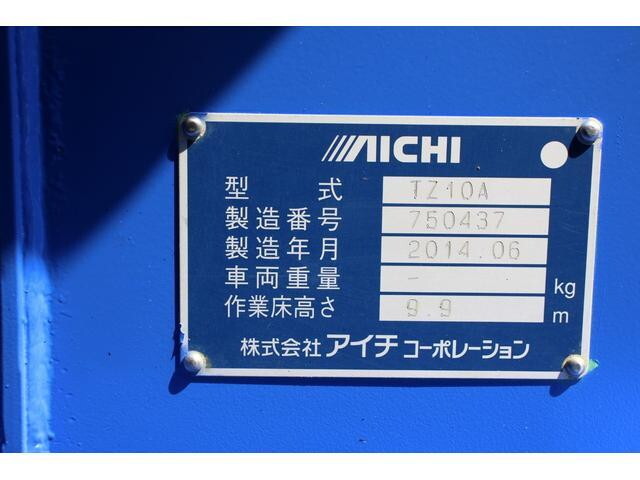 AICHI
型式 TZ10A
製造番号 750437
製造年月 2014.06
車両重量 - kg
作業床高さ 9.9 m
株式会社 アイチ コーポレーション